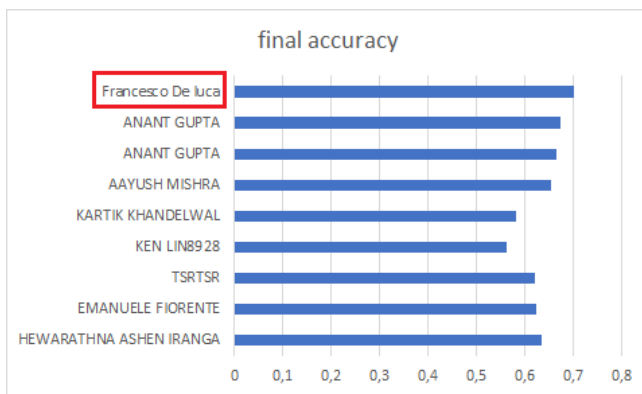 final accuracy
Francesco De luca
ANANT GUPTA
ANANT GUPTA
AAYUSH MISHRA
KARTIK KHANDELWAL
KEN LIN8928
TSRTSR
EMANUELE FIORENTE
HEWARATHNA ASHEN IRANGA
0 0,1 0,2 0,3 0,4 0,5 0,6 0,7 0,8